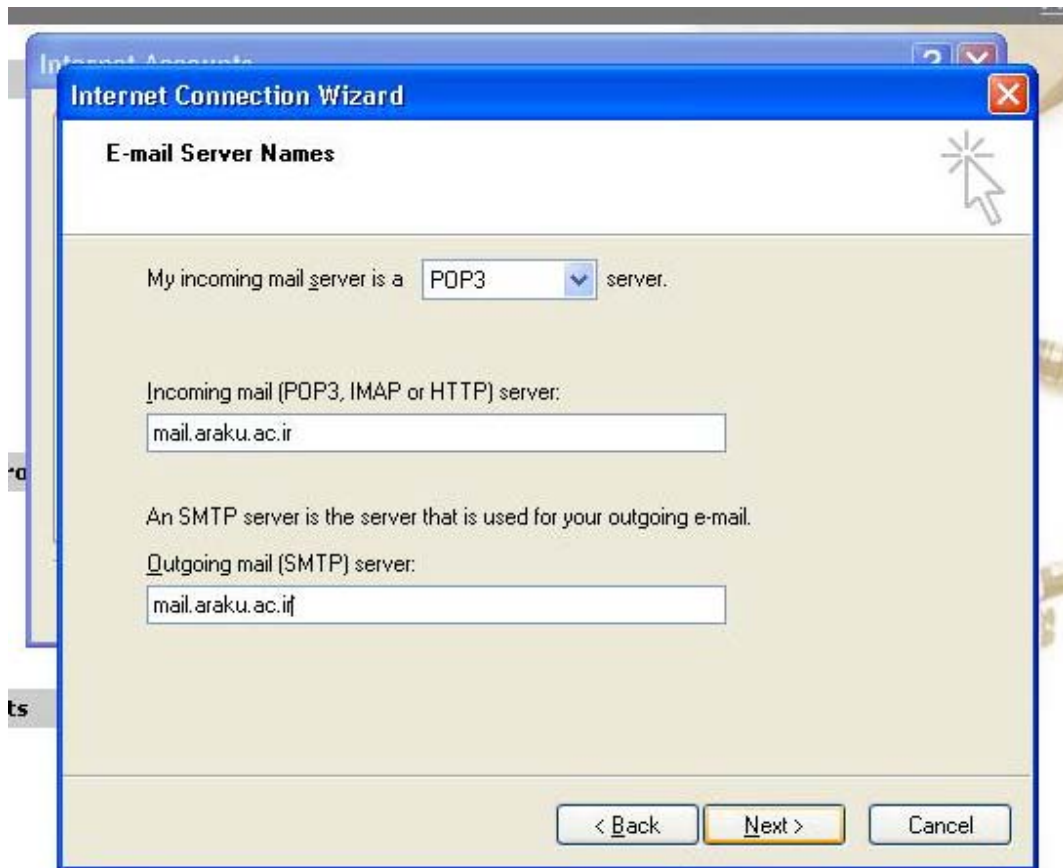 Internet Accounts
Internet Connection Wizard
E-mail Server Names
My incoming mail server is a POP3 server.
Incoming mail (POP3, IMAP or HTTP) server:
mail.araku.ac.ir
An SMTP server is the server that is used for your outgoing e-mail.
Outgoing mail (SMTP) server:
mail.araku.ac.ir
< Back Next > Cancel